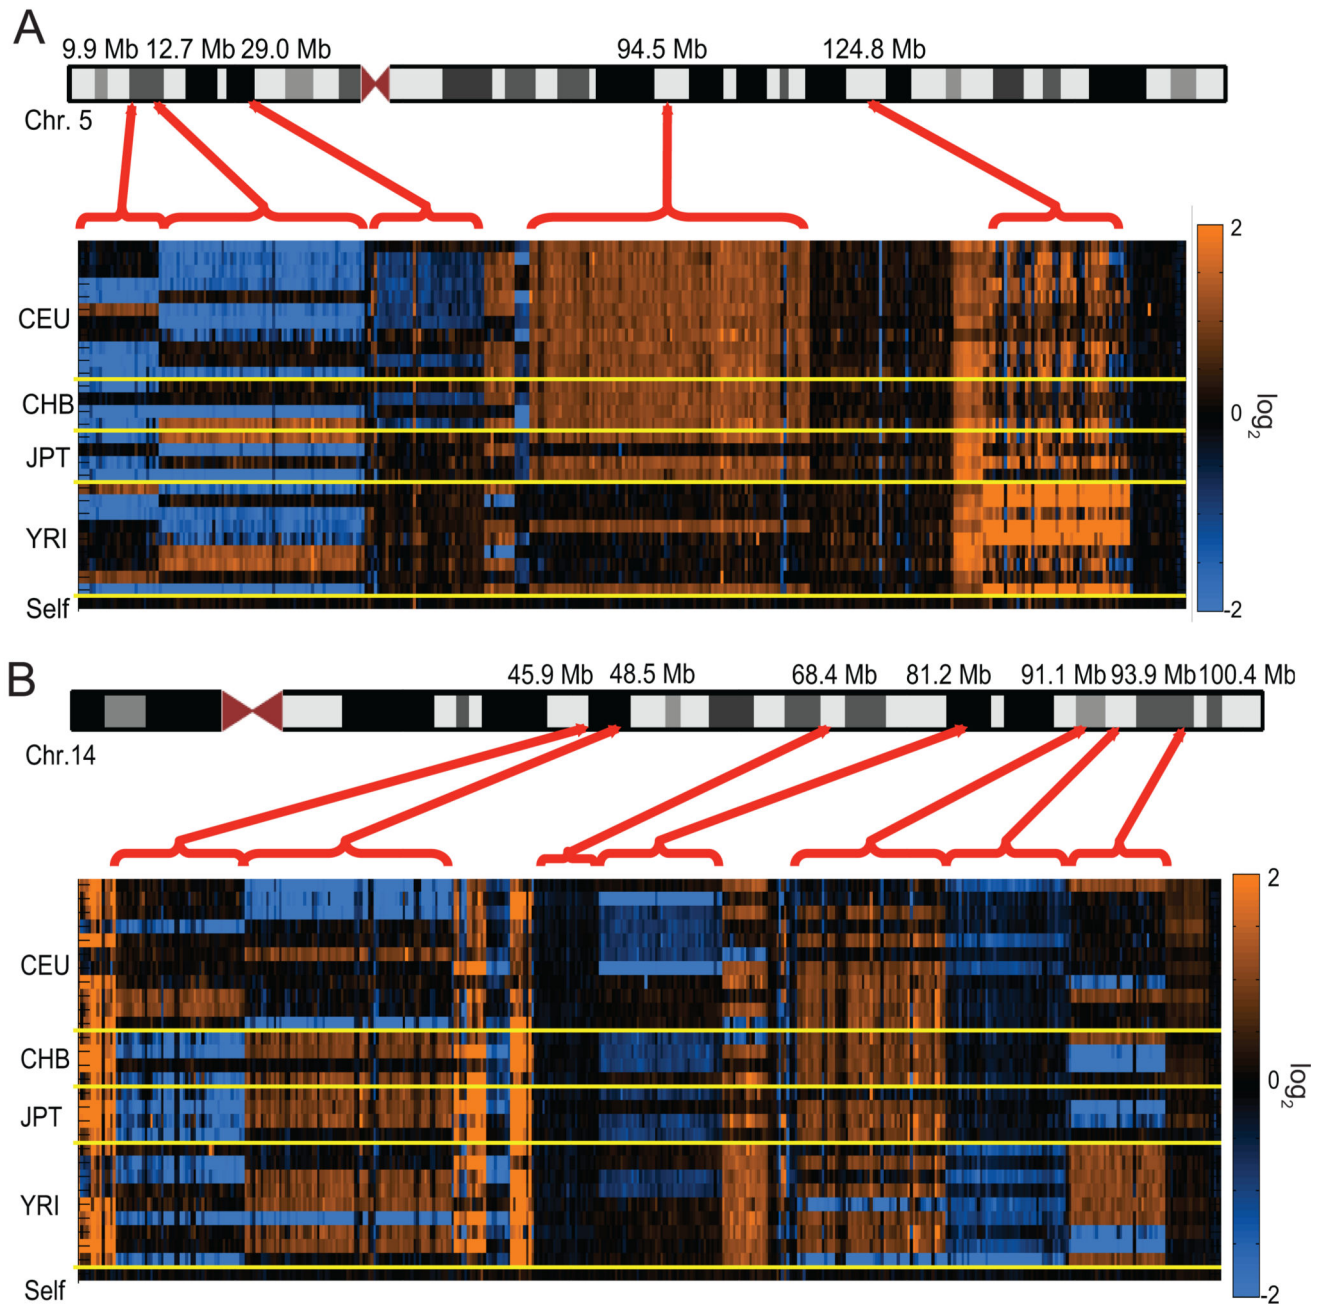 A
9.9 Mb 12.7 Mb 29.0 Mb 94.5 Mb 124.8 Mb
Chr. 5
2
CEU
CHB
0
log2
JPT
YRI
Self
-2
B
45.9 Mb 48.5 Mb 68.4 Mb 81.2 Mb 91.1 Mb 93.9 Mb 100.4 Mb
Chr.14
2
CEU
CHB
0
log2
JPT
YRI
Self
-2